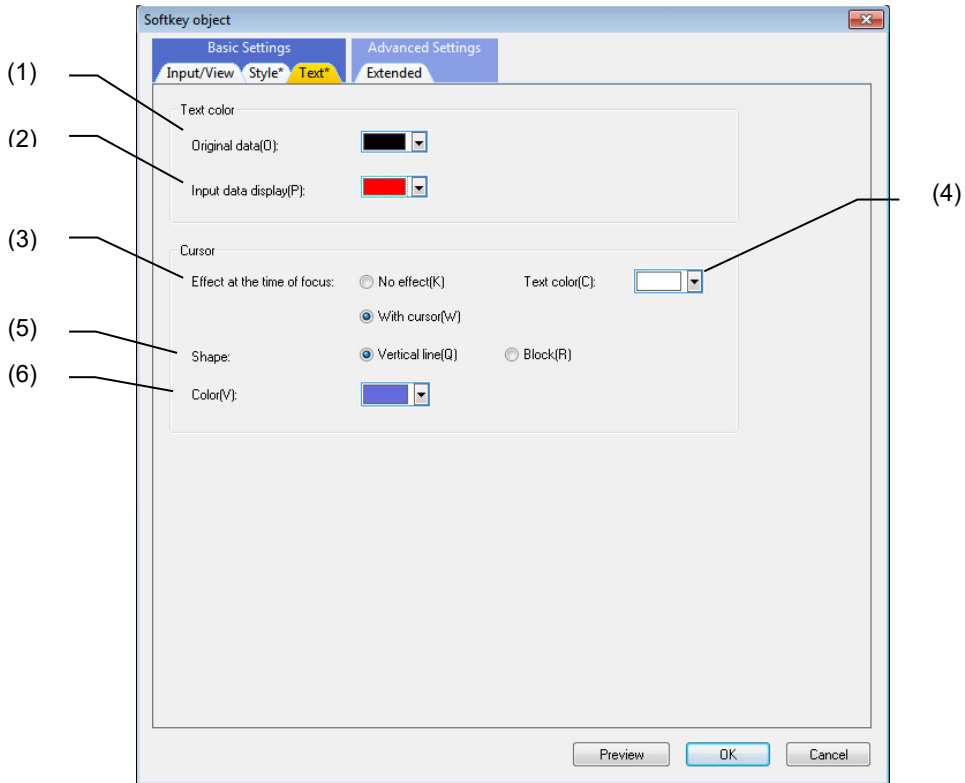 Softkey object
Basic Settings Advanced Settings
Input/View Style* Text* Extended
(1)
Text color
Original data(O):
(2)
Input data display(P):
(4)
(3)
Cursor
Effect at the time of focus: No effect(K) Text color(C):
With cursor(W)
(5)
Shape: Vertical line(Q) Block(R)
(6)
Color(V):
Preview OK Cancel